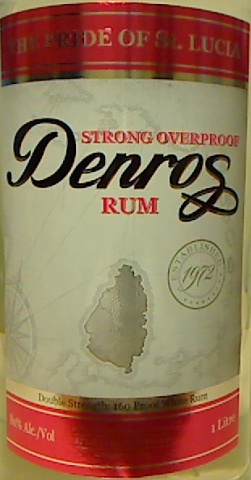 THE PRIDE OF ST. LUCIA
STRONG OVERPROOF
Denros
RUM
ESTABLISHED
1972
Double Strength 160 Proof White Rum
80% Alc./Vol
1 Litre